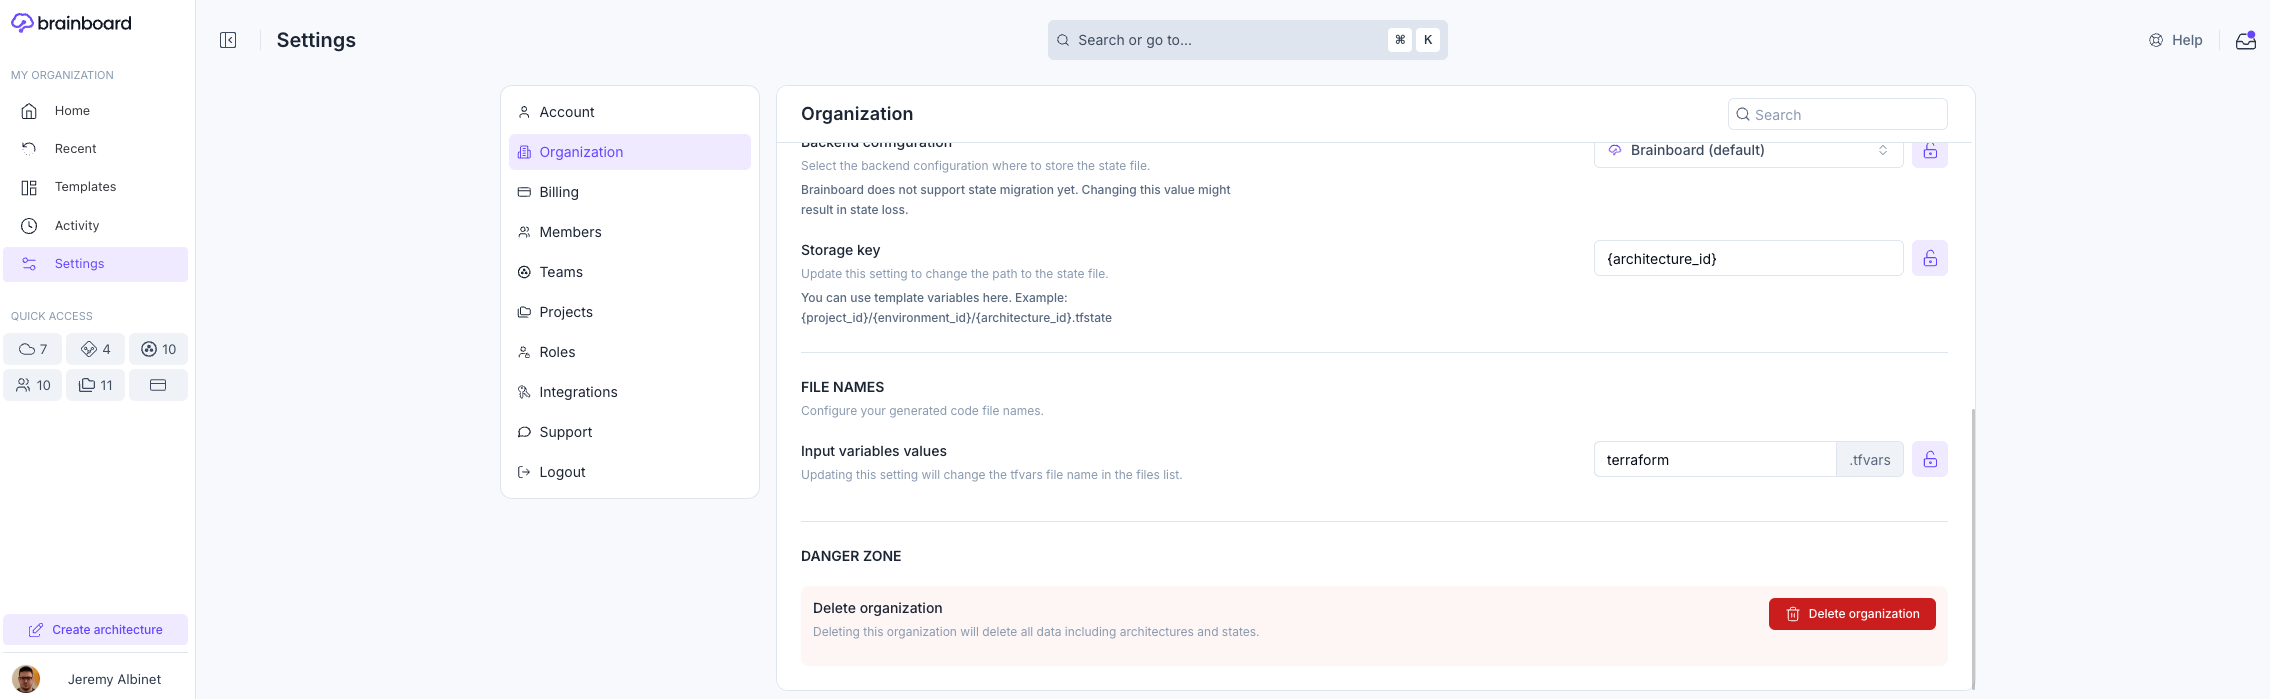 brainboard
Settings
Search or go to...
⌘ K
Help
MY ORGANIZATION
Home
Recent
Templates
Activity
Settings
QUICK ACCESS
7
4
10
10
11
Create architecture
Jeremy Albinet
Account
Organization
Billing
Members
Teams
Projects
Roles
Integrations
Support
Logout
Organization
Search
Backend configuration
Select the backend configuration where to store the state file.
Brainboard does not support state migration yet. Changing this value might
result in state loss.
Brainboard (default)
Storage key
Update this setting to change the path to the state file.
You can use template variables here. Example:
{project_id}/{environment_id}/{architecture_id}.tfstate
{architecture_id}
FILE NAMES
Configure your generated code file names.
Input variables values
Updating this setting will change the tfvars file name in the files list.
terraform .tfvars
DANGER ZONE
Delete organization
Deleting this organization will delete all data including architectures and states.
Delete organization